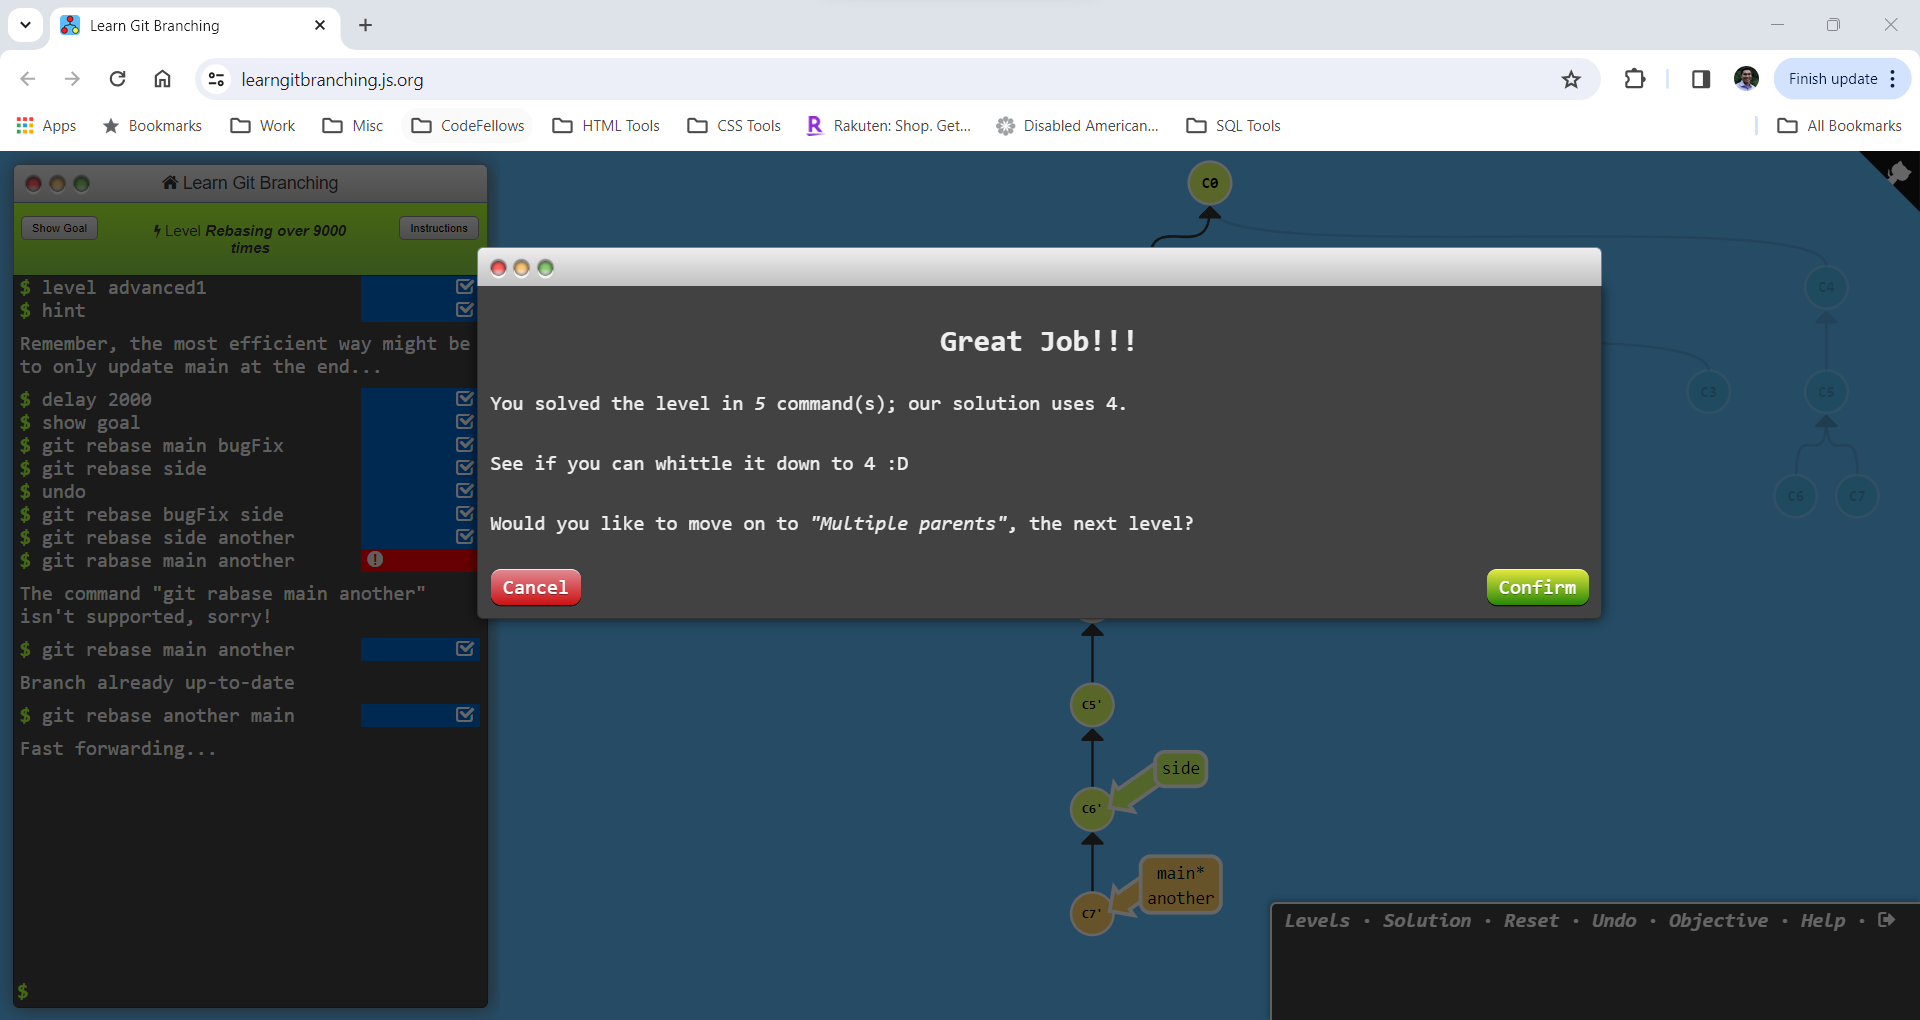 Learn Git Branching
learngitbranching.js.org
Finish update
Apps
Bookmarks
Work
Misc
CodeFellows
HTML Tools
CSS Tools
Rakuten: Shop. Get...
Disabled American...
SQL Tools
All Bookmarks
Learn Git Branching
Show Goal
Level Rebasing over 9000
times
Instructions
$ level advanced1
$ hint
Remember, the most efficient way might be
to only update main at the end...
$ delay 2000
$ show goal
$ git rebase main bugFix
$ git rebase side
$ undo
$ git rebase bugFix side
$ git rebase side another
$ git rabase main another
The command "git rabase main another"
isn't supported, sorry!
$ git rebase main another
Branch already up-to-date
$ git rebase another main
Fast forwarding...
$
C0
C4
C3
C5
C6
C7
Great Job!!!
You solved the level in 5 command(s); our solution uses 4.
See if you can whittle it down to 4 :D
Would you like to move on to "Multiple parents", the next level?
Cancel
Confirm
C5'
side
C6'
main*
another
C7'
Levels · Solution · Reset · Undo · Objective · Help ·